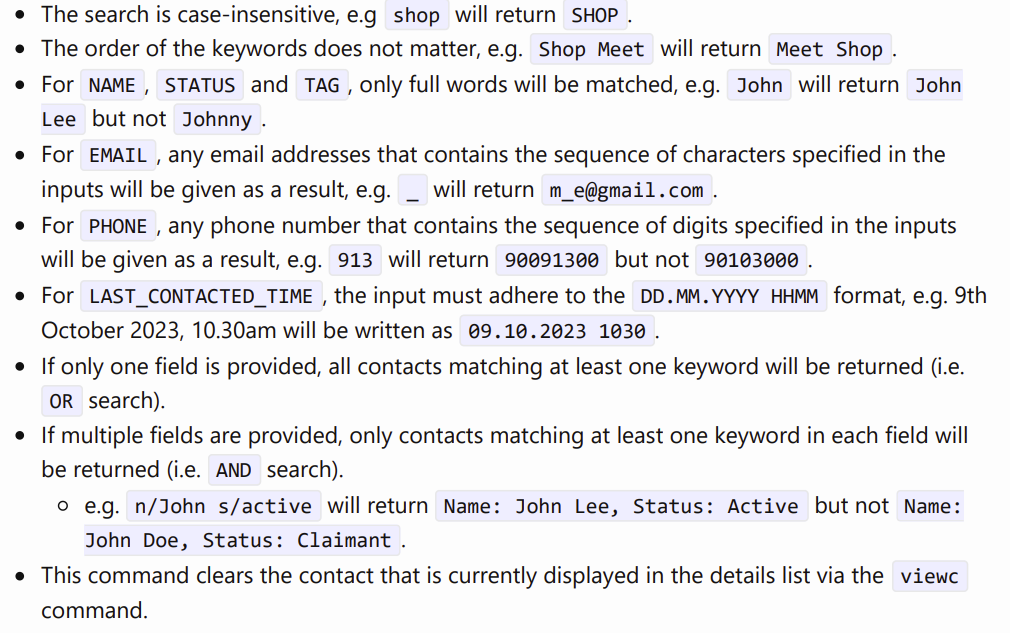 • The search is case-insensitive, e.g shop will return SHOP .
• The order of the keywords does not matter, e.g. Shop Meet will return Meet Shop .
• For NAME , STATUS and TAG , only full words will be matched, e.g. John will return John
Lee but not Johnny .
• For EMAIL , any email addresses that contains the sequence of characters specified in the
inputs will be given as a result, e.g. _ will return m_e@gmail.com .
• For PHONE , any phone number that contains the sequence of digits specified in the inputs
will be given as a result, e.g. 913 will return 90091300 but not 90103000 .
• For LAST_CONTACTED_TIME , the input must adhere to the DD.MM.YYYY HHMM format, e.g. 9th
October 2023, 10.30am will be written as 09.10.2023 1030 .
• If only one field is provided, all contacts matching at least one keyword will be returned (i.e.
OR search).
• If multiple fields are provided, only contacts matching at least one keyword in each field will
be returned (i.e. AND search).
◦ e.g. n/John s/active will return Name: John Lee, Status: Active but not Name:
John Doe, Status: Claimant .
• This command clears the contact that is currently displayed in the details list via the viewc
command.